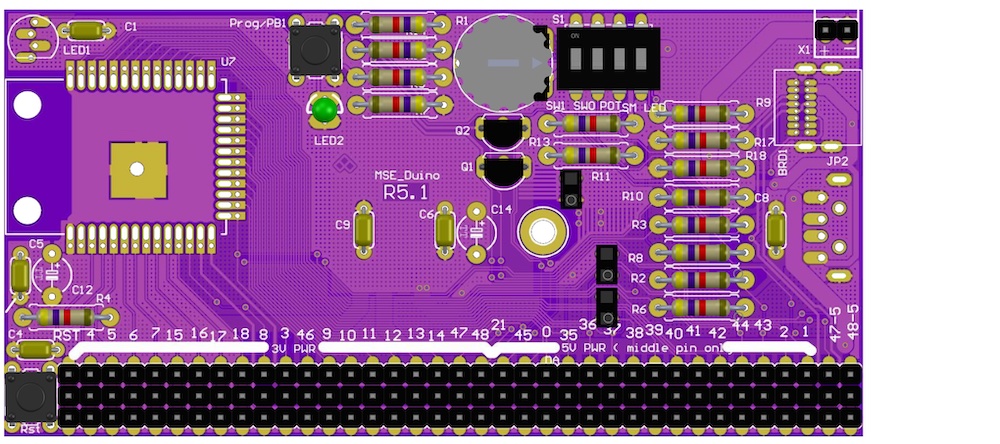 Prog/PB1
R1
S1
C1
LED1
X1
+ -
U7
ON
SW1 SW0 POT SM LED
R9
LED2
Q2
R13
R17
R18
BRD1
JP2
Q1
R11
MSE_Duino
R5.1
R10
C8
C9
C6
C14
R3
C5
R8
C12
R2
R4
R6
C4
RST 4 5 6 7 15 16 17 18 8 3 46 9 10 11 12 13 14 47 48 21 45 0 35 36 37 38 39 40 41 42 44 43 2 1 47-5 48-5
3V PWR
5V PWR ( middle pin only
Rst